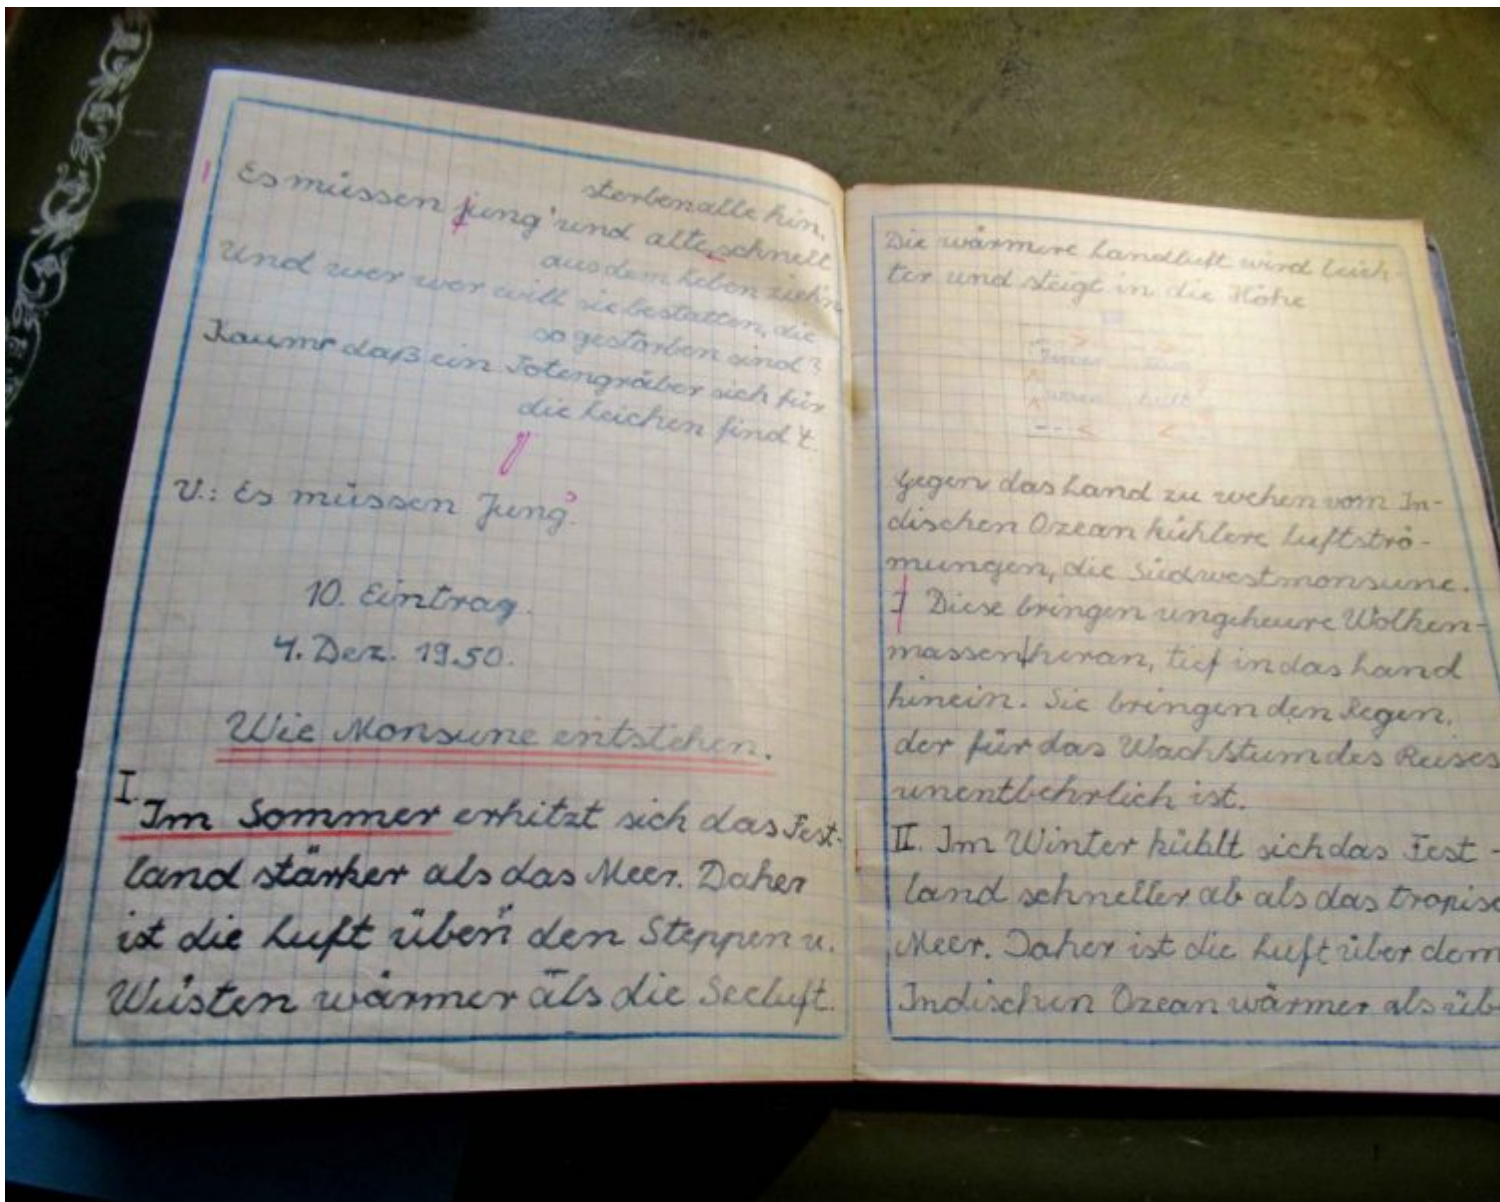 sterben alle hin.
Es müssen jung' und alte, schnell
aus dem Leben ziehn
Und wer wer will sie bestatten, die
so gestorben sind?
Kaum daß ein Totengräber sich für
die Leichen find't.
V.: Es müssen Jung'.
10. Eintrag.
4. Dez. 1950.
Wie Monsune entstehen.
I.
Im Sommer erhitzt sich das Fest-
land stärker als das Meer. Daher
ist die Luft über den Steppen u.
Wüsten wärmer als die Seeluft.
Die wärmere Landluft wird leich-
ter und steigt in die Höhe
Gegen das Land zu wehen vom In-
dischen Ozean kühlere Luftströ-
mungen, die Südwestmonsune.
Diese bringen ungeheure Wolken-
massen heran, tief in das Land
hinein. Sie bringen den Regen,
der für das Wachstum des Reises
unentbehrlich ist.
II. Im Winter kühlt sich das Fest-
land schneller ab als das tropisc
Meer. Daher ist die Luft über dem
Indischen Ozean wärmer als üb